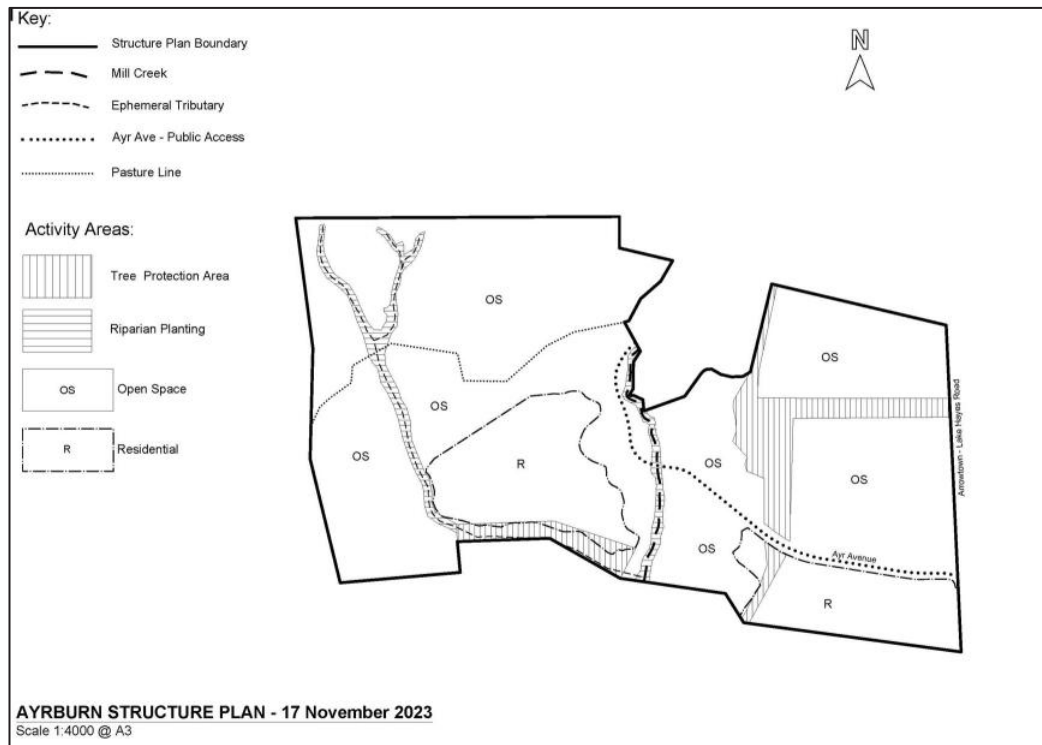 Key:
Structure Plan Boundary
Mill Creek
Ephemeral Tributary
Ayr Ave - Public Access
Pasture Line
Activity Areas:
Tree Protection Area
Riparian Planting
OS
Open Space
R
Residential
N
OS
OS
OS
OS
R
OS
OS
OS
Arrowtown - Lake Hayes Road
Ayr Avenue
R
AYRBURN STRUCTURE PLAN - 17 November 2023
Scale 1:4000 @ A3